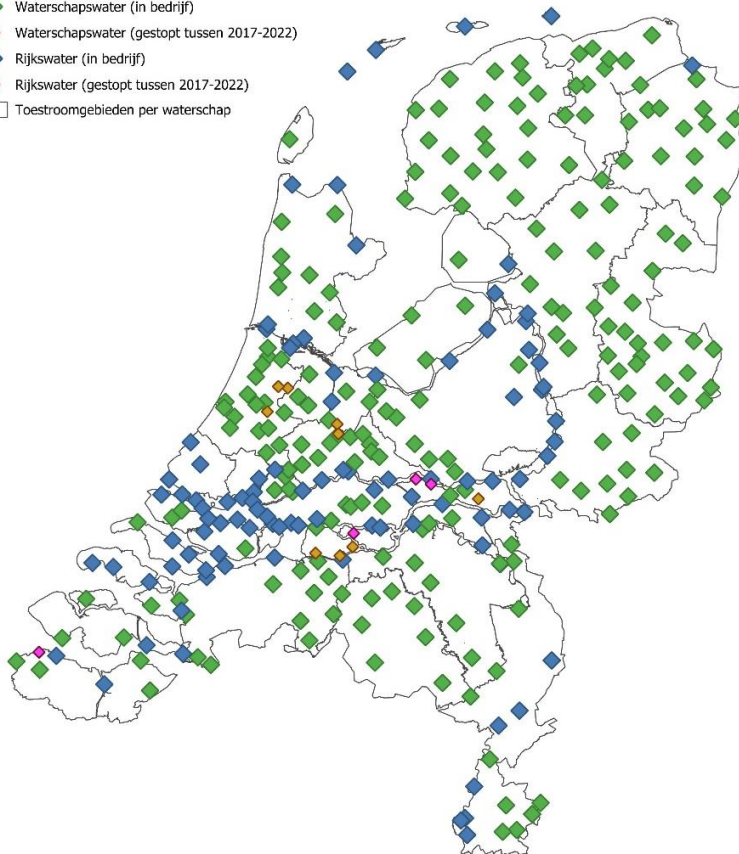 Waterschapswater (in bedrijf)
Waterschapswater (gestopt tussen 2017-2022)
Rijkswater (in bedrijf)
Rijkswater (gestopt tussen 2017-2022)
Toestroomgebieden per waterschap